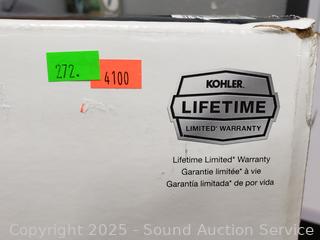 272.
4100
KOHLER.
LIFETIME
LIMITED* WARRANTY
Lifetime Limited* Warranty
Garantie limitée* à vie
Garantía limitada* de por vida
Copyright 2025 - Sound Auction Service